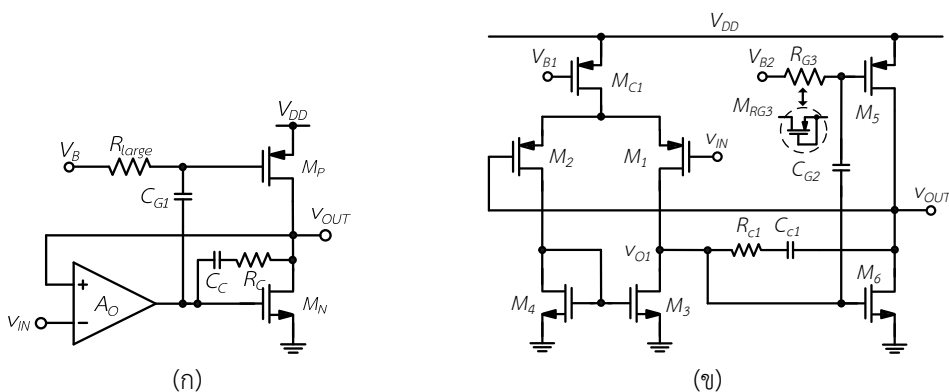 V_DD
V_B
R_large
M_P
C_G1
v_OUT
C_C
R_C
+
A_O
−
v_IN
M_N
(ก)
V_DD
V_B1
M_C1
V_B2
R_G3
M_RG3
M_5
M_2
M_1
v_IN
C_G2
v_OUT
v_O1
R_c1
C_c1
M_4
M_3
M_6
(ข)